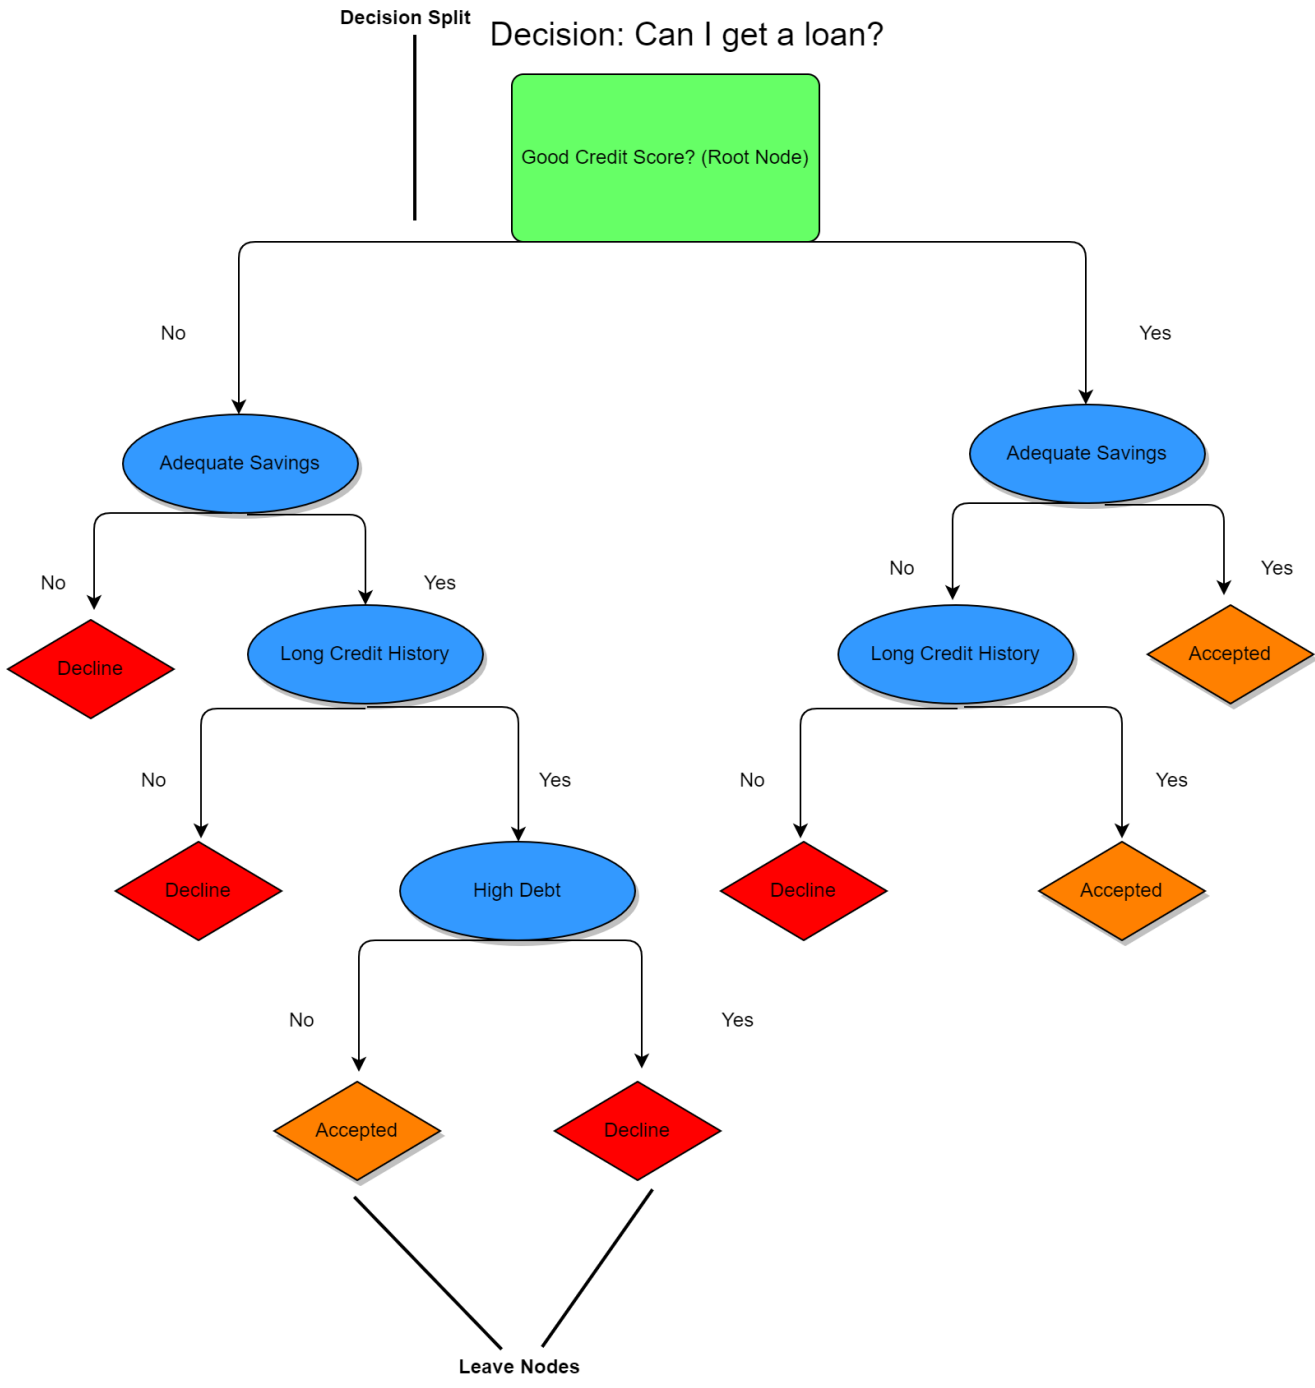 Decision Split
Decision: Can I get a loan?
Good Credit Score? (Root Node)
No
Yes
Adequate Savings
Adequate Savings
No
Yes
No
Yes
Decline
Long Credit History
Long Credit History
Accepted
No
Yes
No
Yes
Decline
High Debt
Decline
Accepted
No
Yes
Accepted
Decline
Leave Nodes